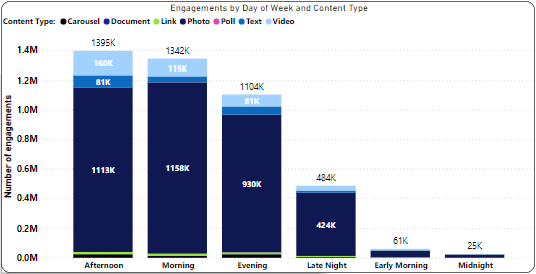 Engagements by Day of Week and Content Type
Content Type: Carousel Document Link Photo Poll Text Video
Number of engagements
1.4M
1.2M
1.0M
0.8M
0.6M
0.4M
0.2M
0.0M
1395K
160K
81K
1113K
1342K
115K
1158K
1104K
81K
930K
484K
424K
61K
25K
Afternoon Morning Evening Late Night Early Morning Midnight